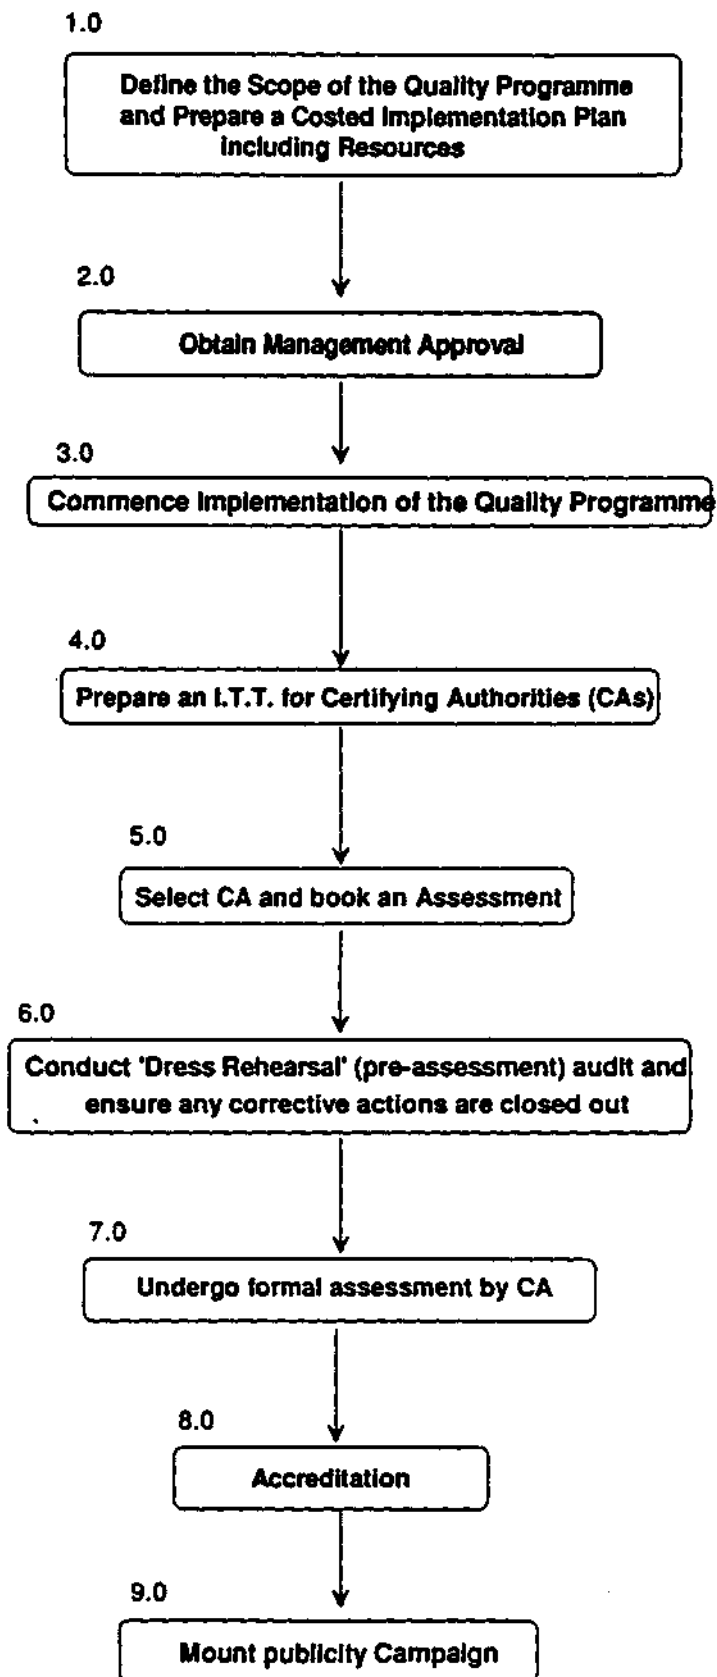 1.0
Define the Scope of the Quality Programme
and Prepare a Costed Implementation Plan
including Resources
2.0
Obtain Management Approval
3.0
Commence Implementation of the Quality Programme
4.0
Prepare an I.T.T. for Certifying Authorities (CAs)
5.0
Select CA and book an Assessment
6.0
Conduct 'Dress Rehearsal' (pre-assessment) audit and
ensure any corrective actions are closed out
7.0
Undergo formal assessment by CA
8.0
Accreditation
9.0
Mount publicity Campaign